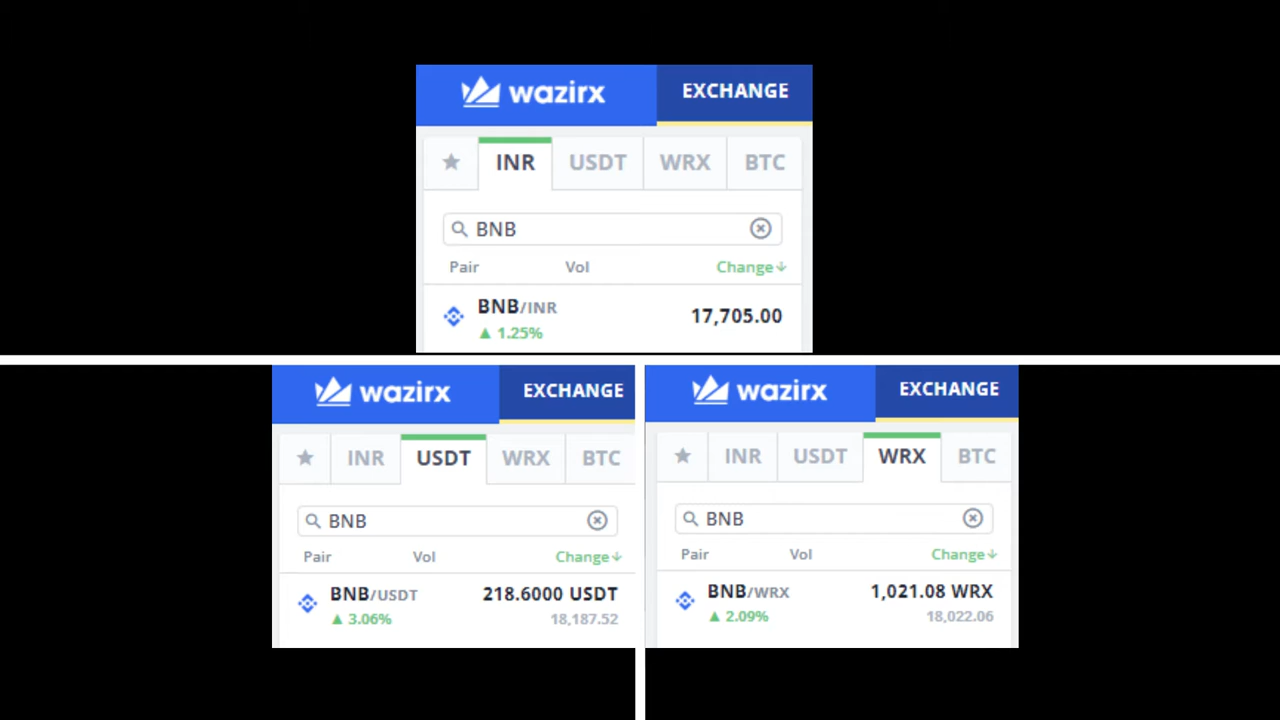 wazirx EXCHANGE
INR USDT WRX BTC
BNB
Pair Vol Change↓
BNB/INR 17,705.00
▲ 1.25%
wazirx EXCHANGE
INR USDT WRX BTC
BNB
Pair Vol Change↓
BNB/USDT 218.6000 USDT
▲ 3.06% 18,187.52
wazirx EXCHANGE
INR USDT WRX BTC
BNB
Pair Vol Change↓
BNB/WRX 1,021.08 WRX
▲ 2.09% 18,022.06